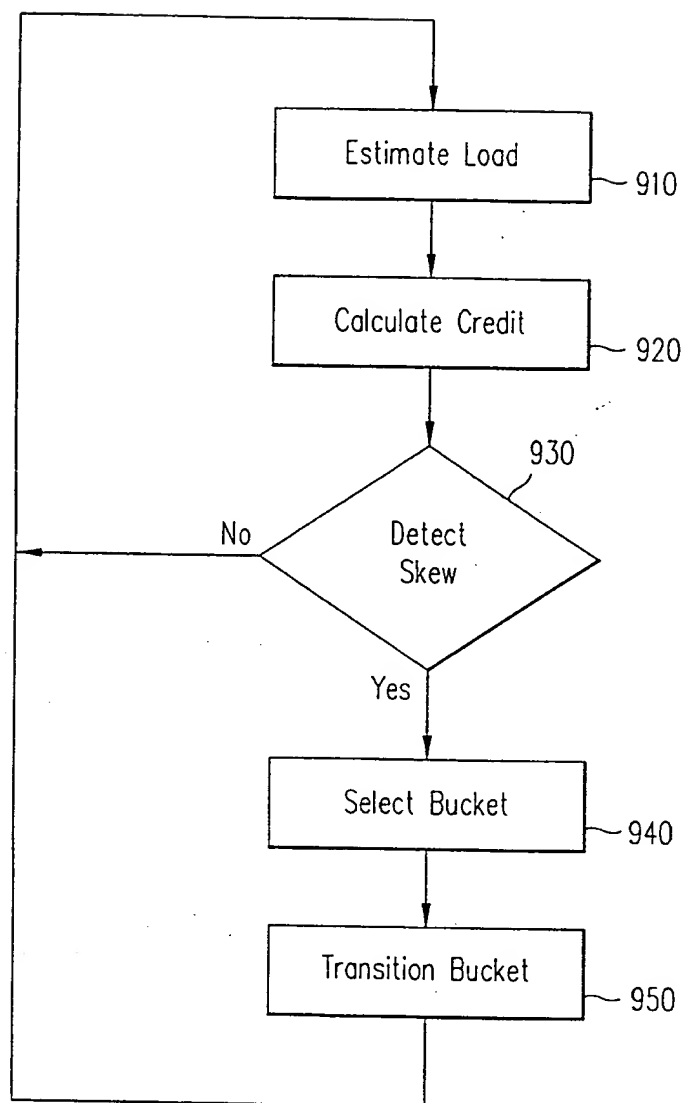 Estimate Load
910
Calculate Credit
920
930
Detect
Skew
No
Yes
Select Bucket
940
Transition Bucket
950